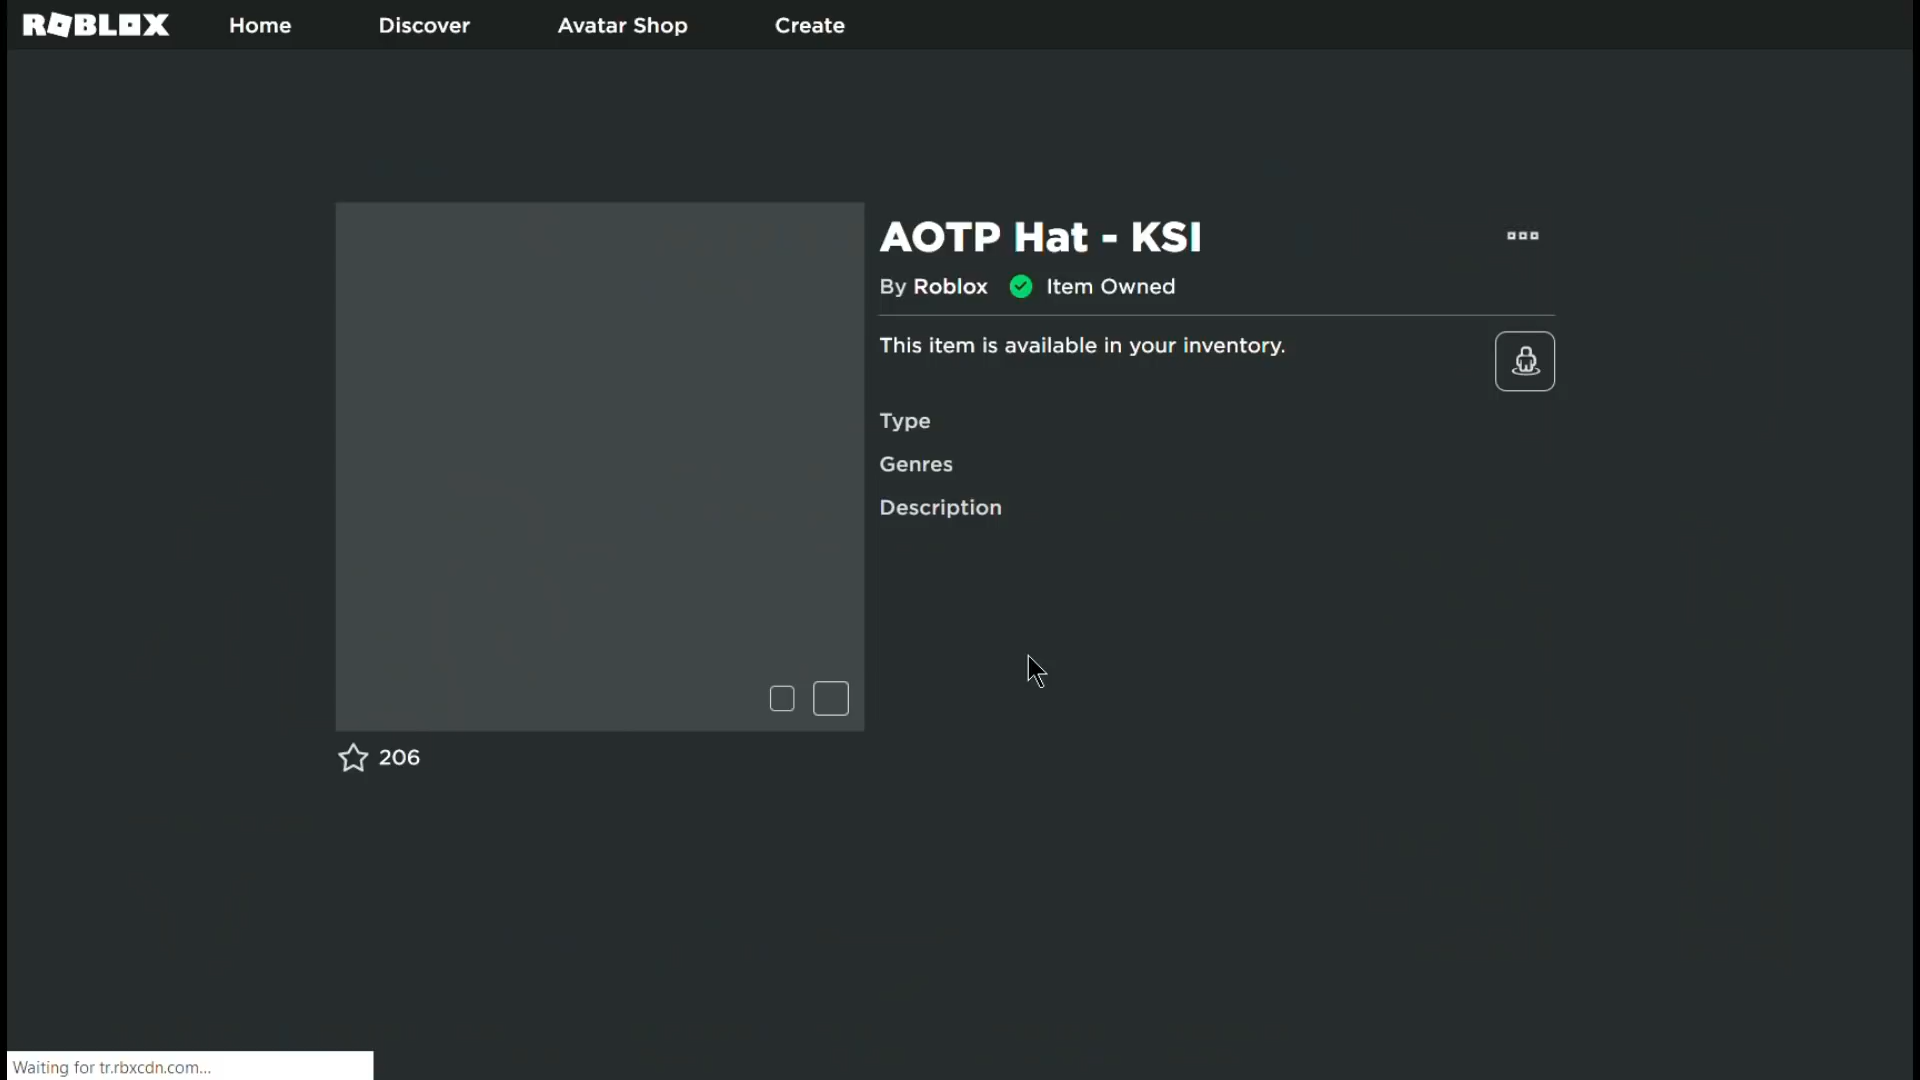 ROBLOX Home Discover Avatar Shop Create
AOTP Hat - KSI
By Roblox Item Owned
This item is available in your inventory.
Type
Genres
Description
206
Waiting for tr.rbxcdn.com...